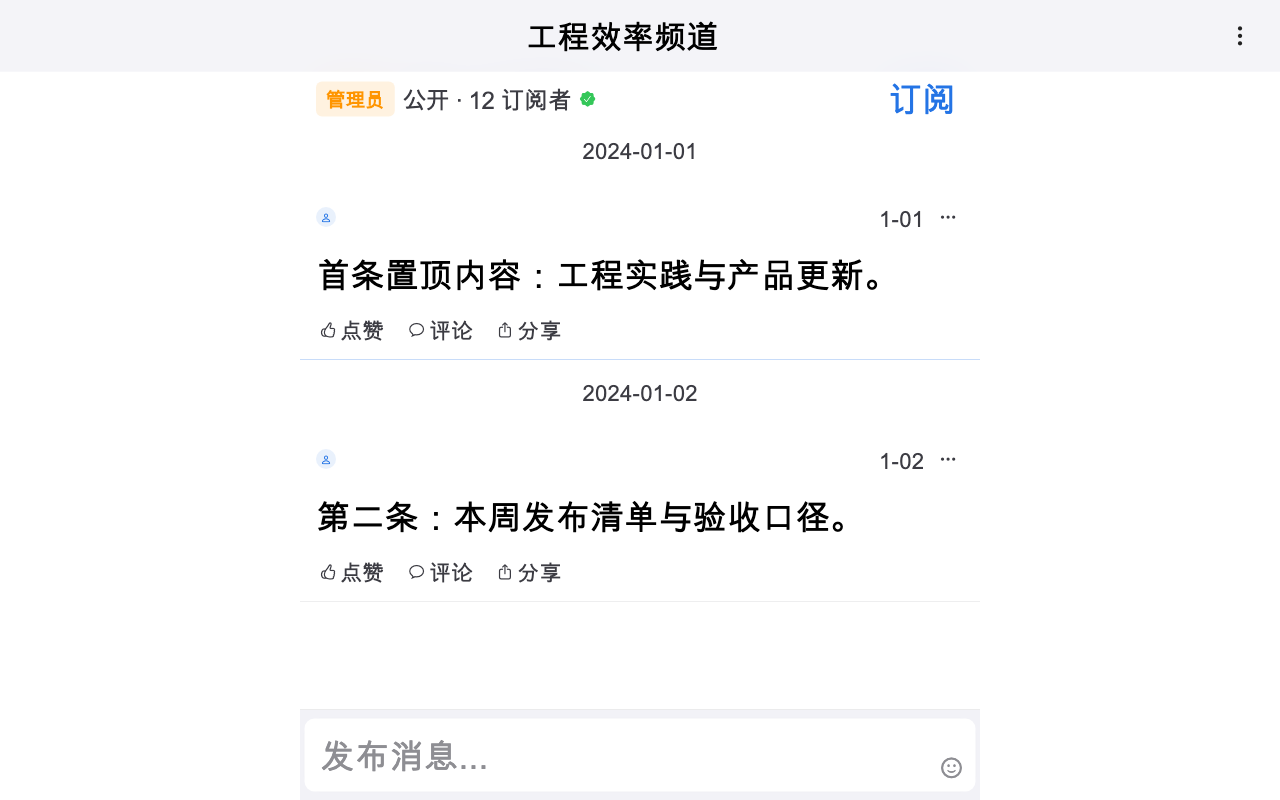 工程效率频道
管理员 公开 · 12 订阅者 订阅
2024-01-01
1-01
首条置顶内容：工程实践与产品更新。
点赞 评论 分享
2024-01-02
1-02
第二条：本周发布清单与验收口径。
点赞 评论 分享
发布消息...